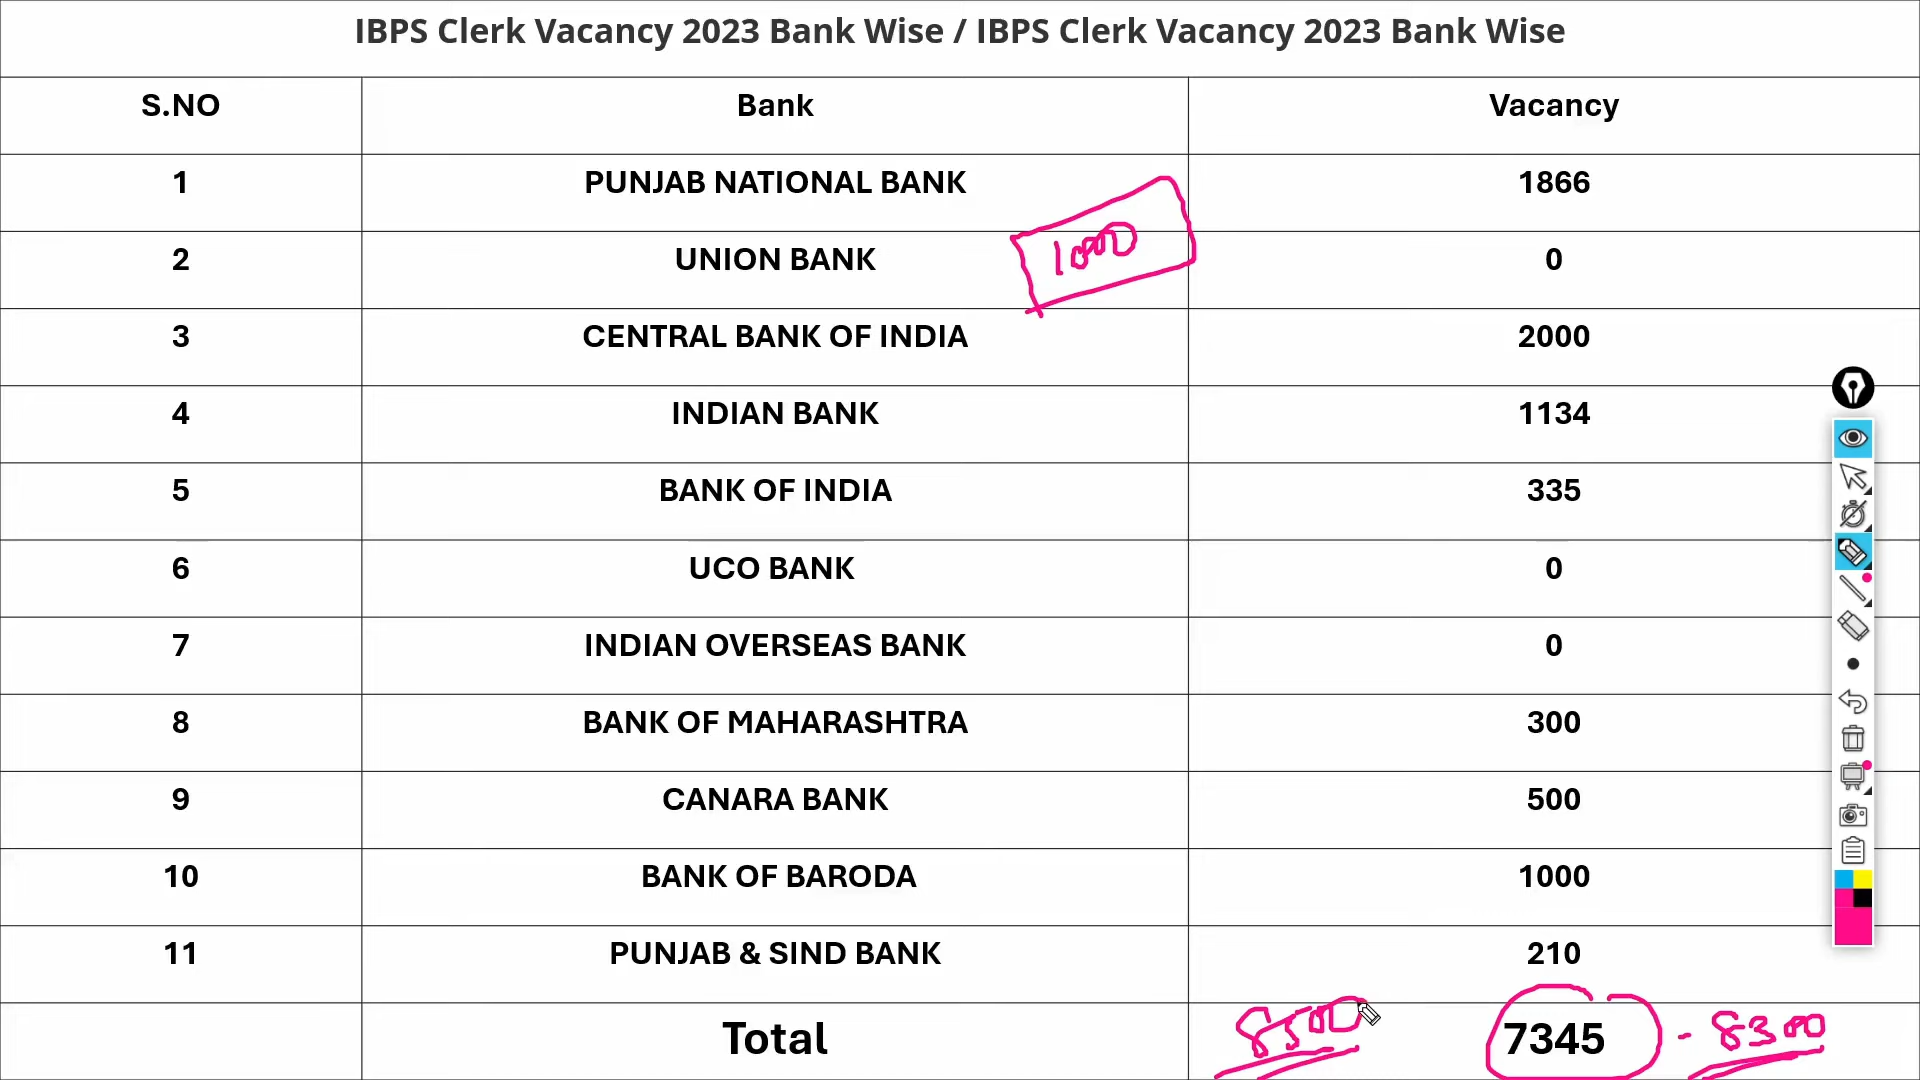 IBPS Clerk Vacancy 2023 Bank Wise / IBPS Clerk Vacancy 2023 Bank Wise
S.NO Bank Vacancy
1 PUNJAB NATIONAL BANK 1866
2 UNION BANK 1000 0
3 CENTRAL BANK OF INDIA 2000
4 INDIAN BANK 1134
5 BANK OF INDIA 335
6 UCO BANK 0
7 INDIAN OVERSEAS BANK 0
8 BANK OF MAHARASHTRA 300
9 CANARA BANK 500
10 BANK OF BARODA 1000
11 PUNJAB & SIND BANK 210
Total 8500 7345 - 8300